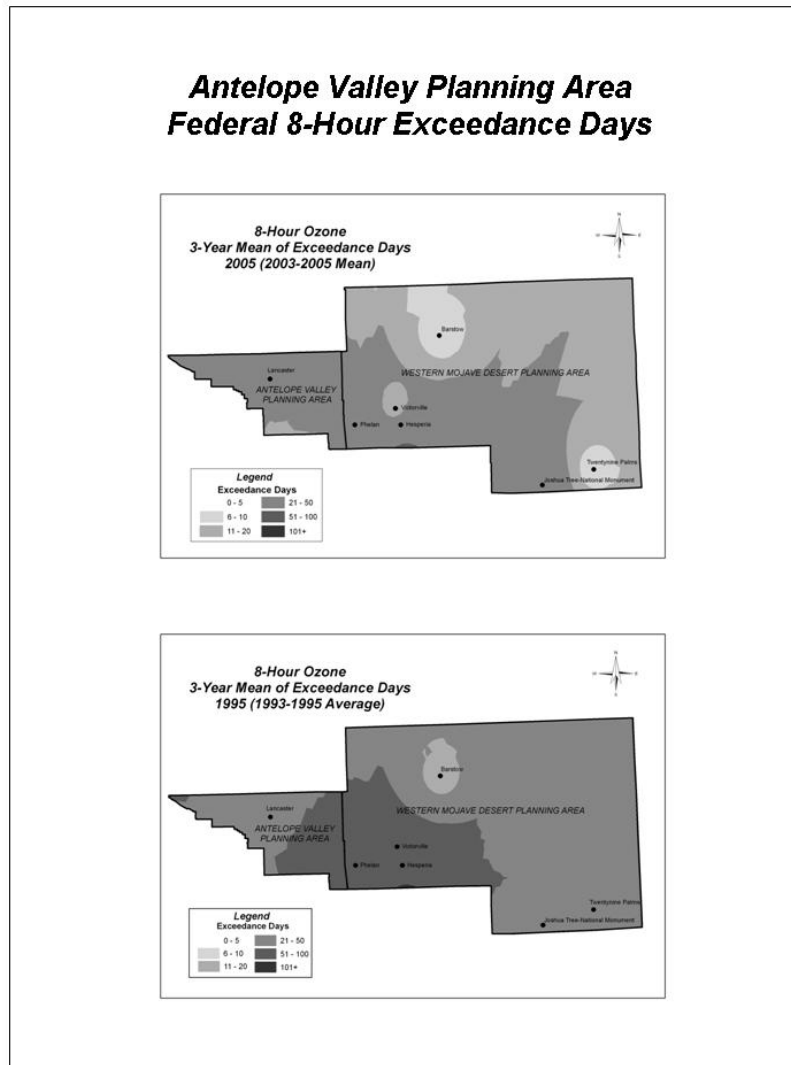 Antelope Valley Planning Area
Federal 8-Hour Exceedance Days
8-Hour Ozone
3-Year Mean of Exceedance Days
2005 (2003-2005 Mean)
N
W
E
S
Barstow
Lancaster
WESTERN MOJAVE DESERT PLANNING AREA
ANTELOPE VALLEY
PLANNING AREA
Victorville
Phelan
Hesperia
Twentynine Palms
Joshua Tree-National Monument
Legend
Exceedance Days
0 - 5
21 - 50
6 - 10
51 - 100
11 - 20
101+
8-Hour Ozone
3-Year Mean of Exceedance Days
1995 (1993-1995 Average)
N
W
E
S
Barstow
Lancaster
WESTERN MOJAVE DESERT PLANNING AREA
ANTELOPE VALLEY
PLANNING AREA
Victorville
Phelan
Hesperia
Twentynine Palms
Joshua Tree-National Monument
Legend
Exceedance Days
0 - 5
21 - 50
6 - 10
51 - 100
11 - 20
101+